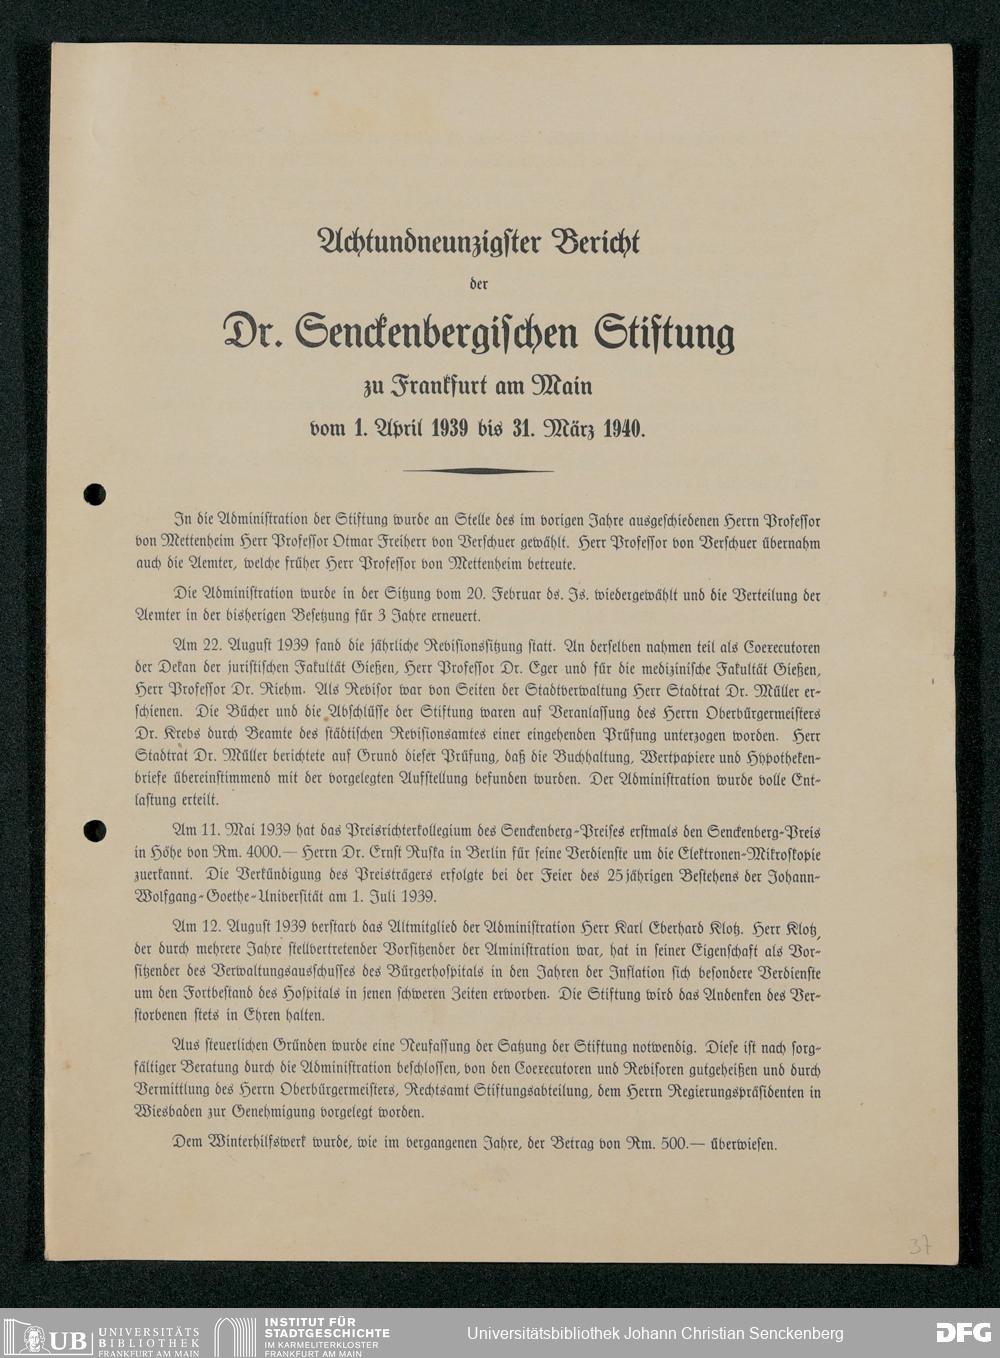 Achtundneunzigster Bericht
der
Dr. Senckenbergischen Stiftung
zu Frankfurt am Main
vom 1. April 1939 bis 31. März 1940.
In die Administration der Stiftung wurde an Stelle des im vorigen Jahre ausgeschiedenen Herrn Professor
von Mettenheim Herr Professor Otmar Freiherr von Verschuer gewählt. Herr Professor von Verschuer übernahm
auch die Aemter, welche früher Herr Professor von Mettenheim betreute.
Die Administration wurde in der Sitzung vom 20. Februar ds. Js. wiedergewählt und die Verteilung der
Aemter in der bisherigen Besetzung für 3 Jahre erneuert.
Am 22. August 1939 fand die jährliche Revisionssitzung statt. An derselben nahmen teil als Coexecutoren
der Dekan der juristischen Fakultät Gießen, Herr Professor Dr. Eger und für die medizinische Fakultät Gießen,
Herr Professor Dr. Riehm. Als Revisor war von Seiten der Stadtverwaltung Herr Stadtrat Dr. Müller er-
schienen. Die Bücher und die Abschlüsse der Stiftung waren auf Veranlassung des Herrn Oberbürgermeisters
Dr. Krebs durch Beamte des städtischen Revisionsamtes einer eingehenden Prüfung unterzogen worden. Herr
Stadtrat Dr. Müller berichtete auf Grund dieser Prüfung, daß die Buchhaltung, Wertpapiere und Hypotheken-
briefe übereinstimmend mit der vorgelegten Aufstellung befunden wurden. Der Administration wurde volle Ent-
lastung erteilt.
Am 11. Mai 1939 hat das Preisrichterkollegium des Senckenberg-Preises erstmals den Senckenberg-Preis
in Höhe von Rm. 4000.— Herrn Dr. Ernst Ruska in Berlin für seine Verdienste um die Elektronen-Mikroskopie
zuerkannt. Die Verkündigung des Preisträgers erfolgte bei der Feier des 25jährigen Bestehens der Johann-
Wolfgang-Goethe-Universität am 1. Juli 1939.
Am 12. August 1939 verstarb das Altmitglied der Administration Herr Karl Eberhard Klotz. Herr Klotz,
der durch mehrere Jahre stellvertretender Vorsitzender der Aministration war, hat in seiner Eigenschaft als Vor-
sitzender des Verwaltungsausschusses des Bürgerhospitals in den Jahren der Inflation sich besondere Verdienste
um den Fortbestand des Hospitals in jenen schweren Zeiten erworben. Die Stiftung wird das Andenken des Ver-
storbenen stets in Ehren halten.
Aus steuerlichen Gründen wurde eine Neufassung der Satzung der Stiftung notwendig. Diese ist nach sorg-
fältiger Beratung durch die Administration beschlossen, von den Coexecutoren und Revisoren gutgeheißen und durch
Vermittlung des Herrn Oberbürgermeisters, Rechtsamt Stiftungsabteilung, dem Herrn Regierungspräsidenten in
Wiesbaden zur Genehmigung vorgelegt worden.
Dem Winterhilfswerk wurde, wie im vergangenen Jahre, der Betrag von Rm. 500.— überwiesen.
37
UB UNIVERSITÄTS
BIBLIOTHEK
FRANKFURT AM MAIN
INSTITUT FÜR
STADTGESCHICHTE
IM KARMELITERKLOSTER
FRANKFURT AM MAIN
Universitätsbibliothek Johann Christian Senckenberg
DFG